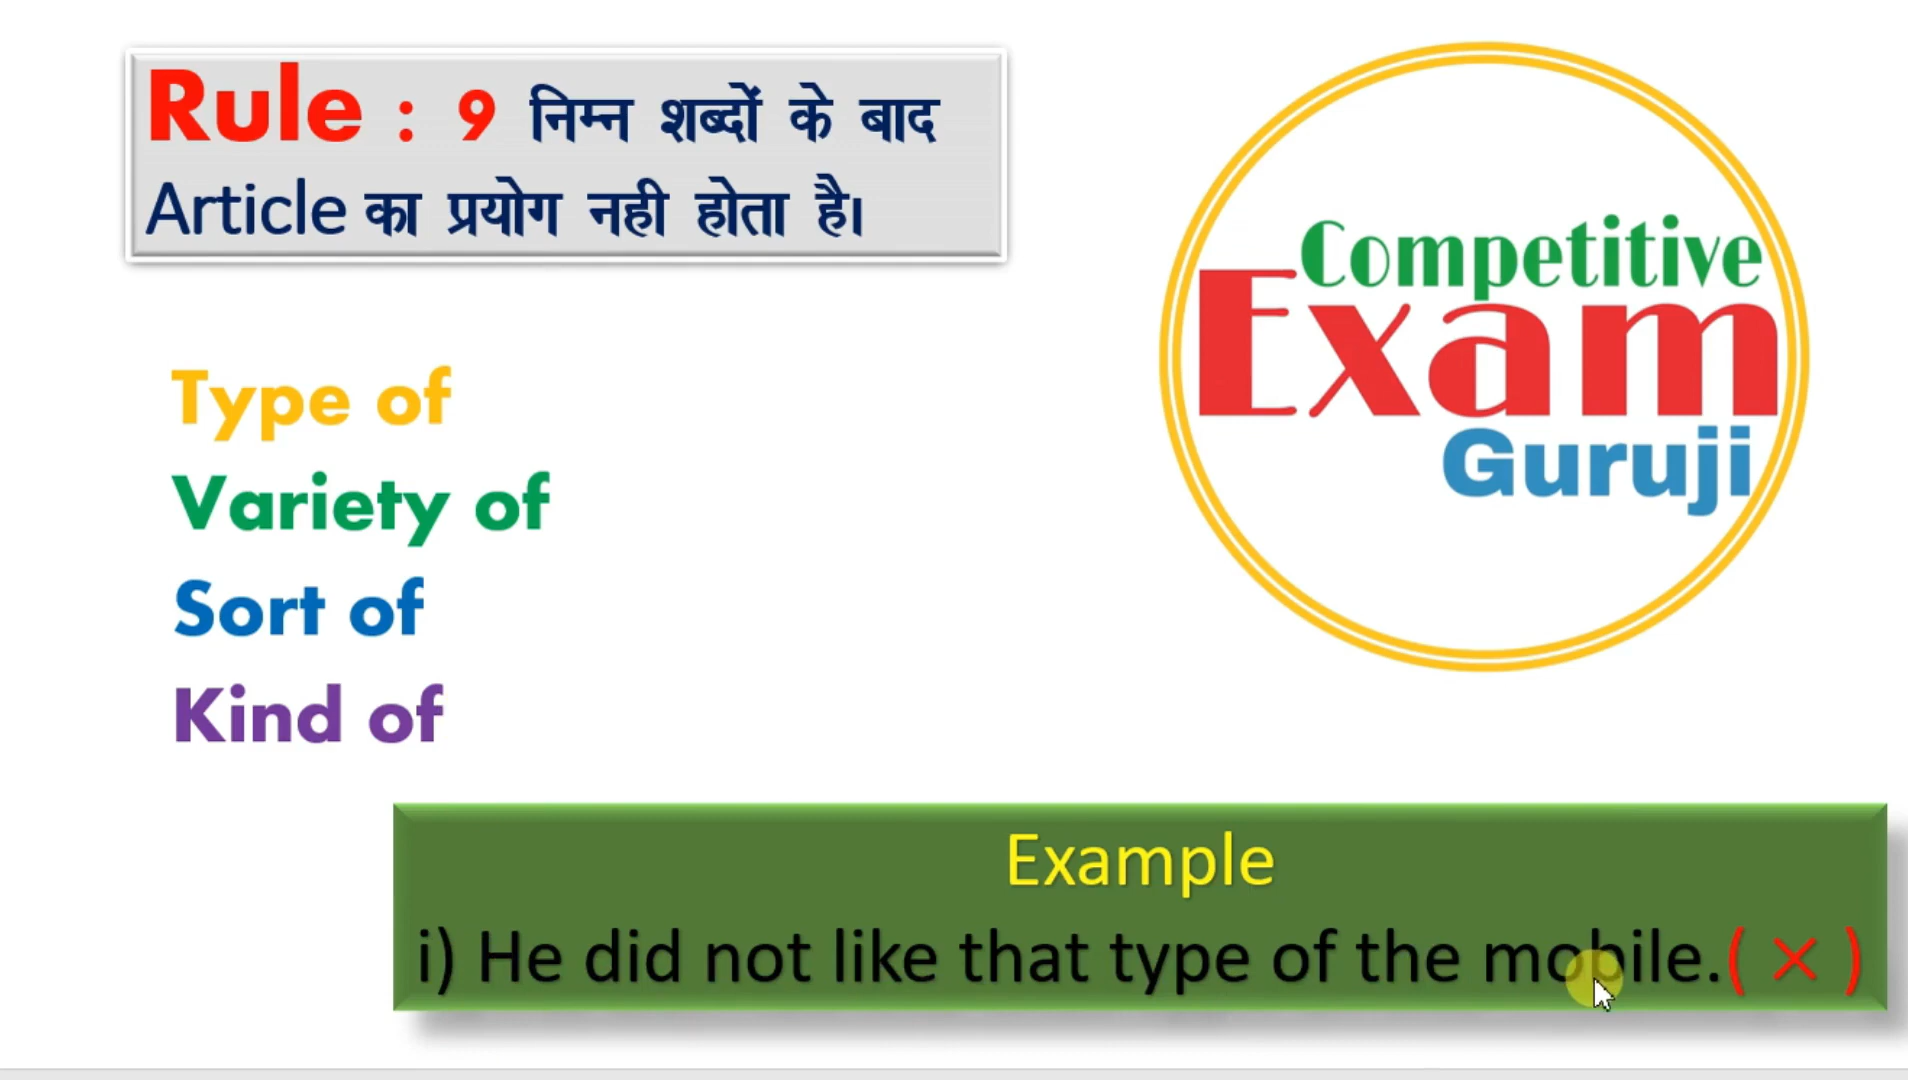 Rule : 9 निम्न शब्दों के बाद
Article का प्रयोग नही होता है।
Competitive
Exam
Guruji
Type of
Variety of
Sort of
Kind of
Example
i) He did not like that type of the mobile.( × )